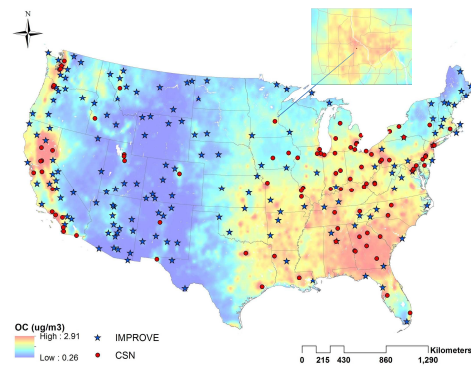 N
OC (ug/m3)
High : 2.91
Low : 0.26
IMPROVE
CSN
Kilometers
0 215 430 860 1,290